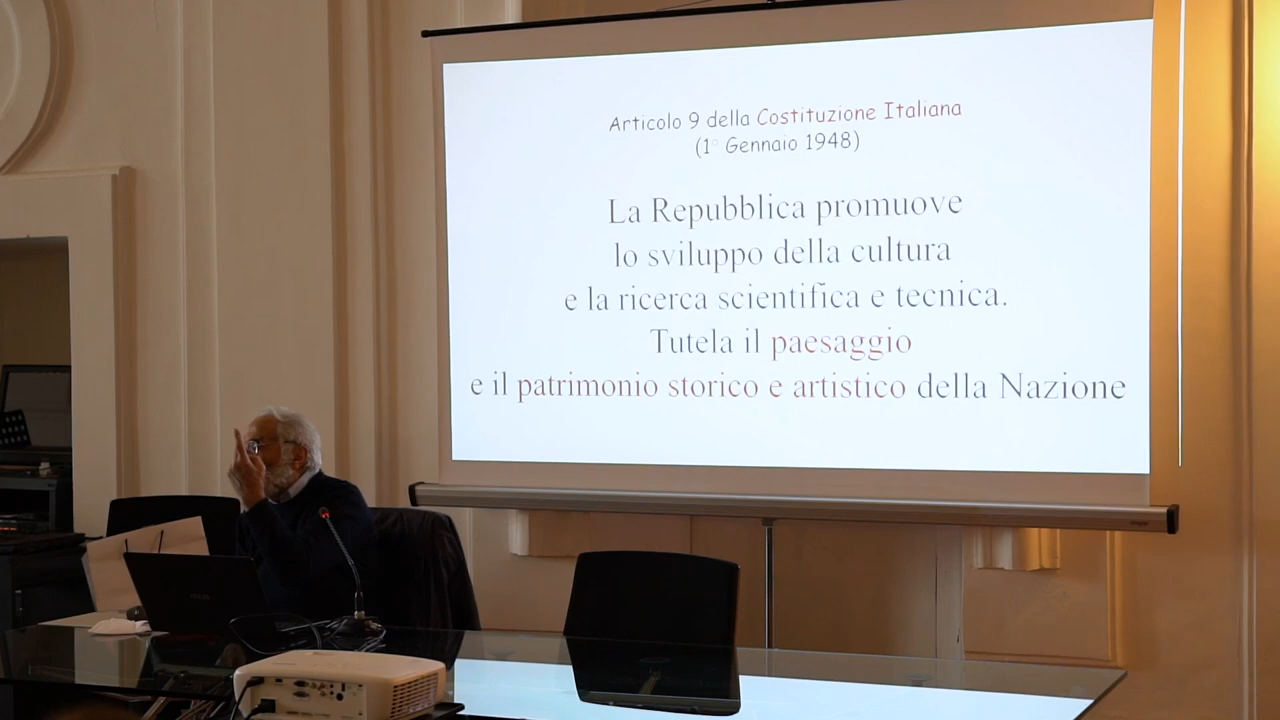 Articolo 9 della Costituzione Italiana
(1° Gennaio 1948)
La Repubblica promuove
lo sviluppo della cultura
e la ricerca scientifica e tecnica.
Tutela il paesaggio
e il patrimonio storico e artistico della Nazione